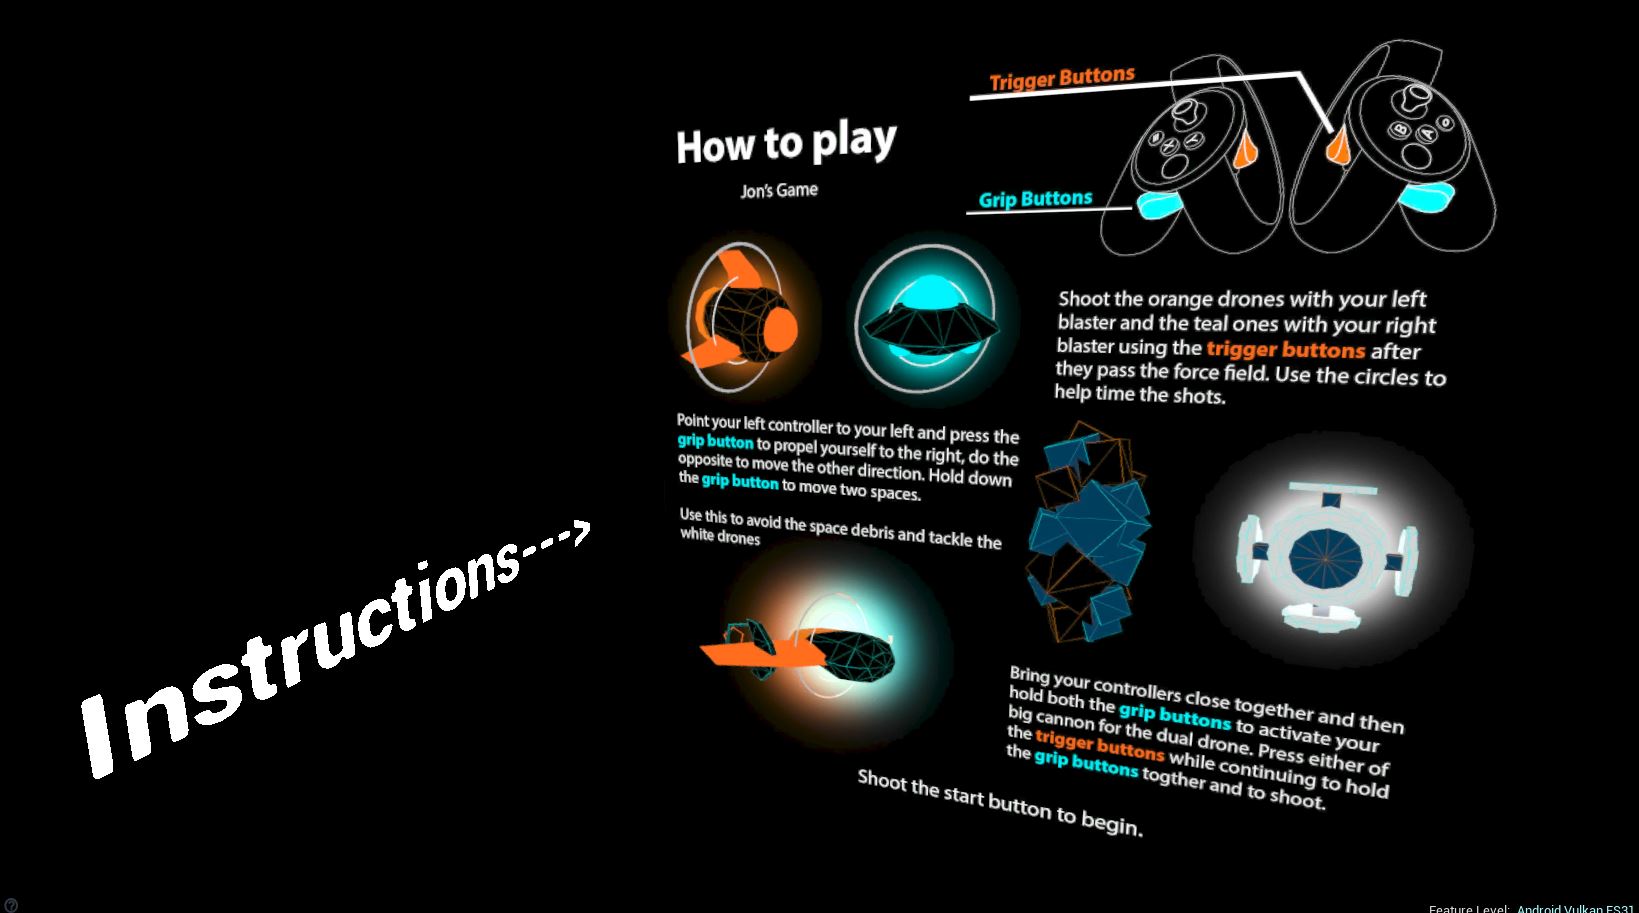 Instructions--->
How to play
Jon's Game
Trigger Buttons
Grip Buttons
B
A
X
Y
Shoot the orange drones with your left
blaster and the teal ones with your right
blaster using the trigger buttons after
they pass the force field. Use the circles to
help time the shots.
Point your left controller to your left and press the
grip button to propel yourself to the right, do the
opposite to move the other direction. Hold down
the grip button to move two spaces.
Use this to avoid the space debris and tackle the
white drones
Bring your controllers close together and then
hold both the grip buttons to activate your
big cannon for the dual drone. Press either of
the trigger buttons while continuing to hold
the grip buttons togther and to shoot.
Shoot the start button to begin.
Feature Level: Android Vulkan ES31